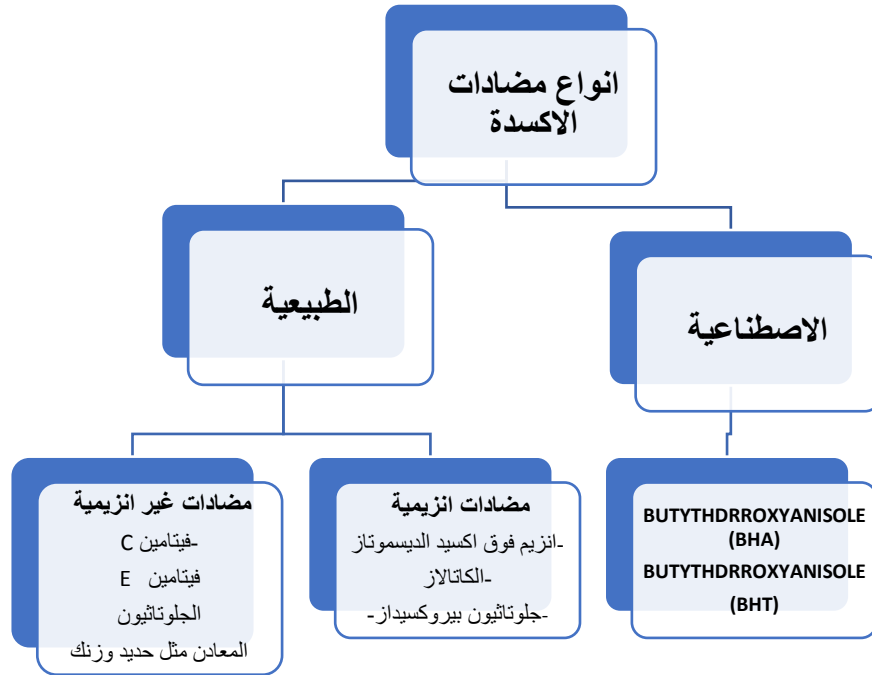 انواع مضادات
الاكسدة
الطبيعية
الاصطناعية
مضادات غير انزيمية
-فيتامين C
فيتامين E
الجلوتاثيون
المعادن مثل حديد وزنك
مضادات انزيمية
-انزيم فوق اكسيد الديسموتاز
-الكاتالاز
-جلوتاثيون بيروكسيداز-
BUTYTHDRROXYANISOLE
(BHA)
BUTYTHDRROXYANISOLE
(BHT)